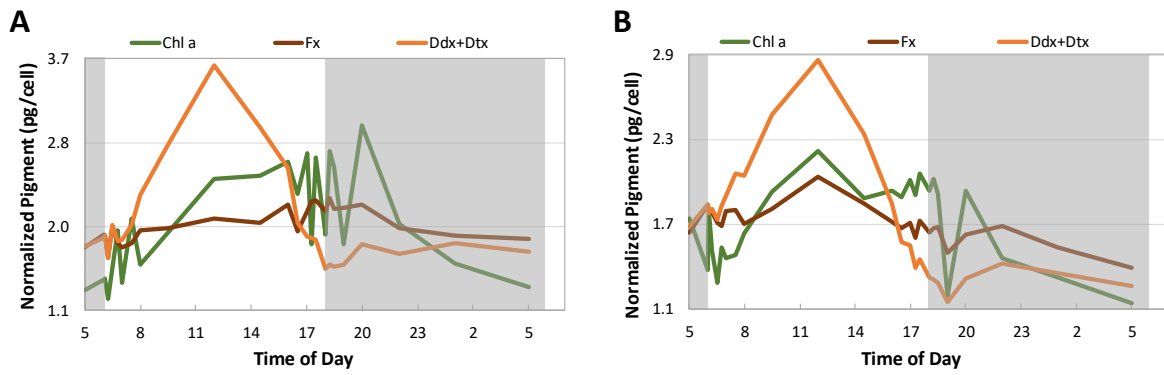 A
Chl a Fx Ddx+Dtx
3.7
2.8
2.0
1.1
Normalized Pigment (pg/cell)
5 8 11 14 17 20 23 2 5
Time of Day
B
Chl a Fx Ddx+Dtx
2.9
2.3
1.7
1.1
Normalized Pigment (pg/cell)
5 8 11 14 17 20 23 2 5
Time of Day